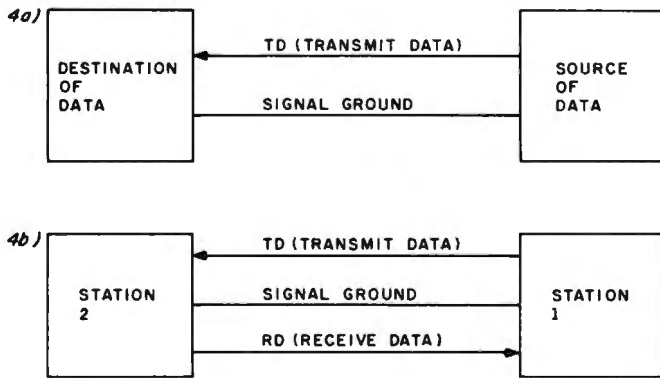 4a)
DESTINATION
OF
DATA
TD (TRANSMIT DATA)
SIGNAL GROUND
SOURCE
OF
DATA
4b)
STATION
2
TD (TRANSMIT DATA)
SIGNAL GROUND
RD (RECEIVE DATA)
STATION
1